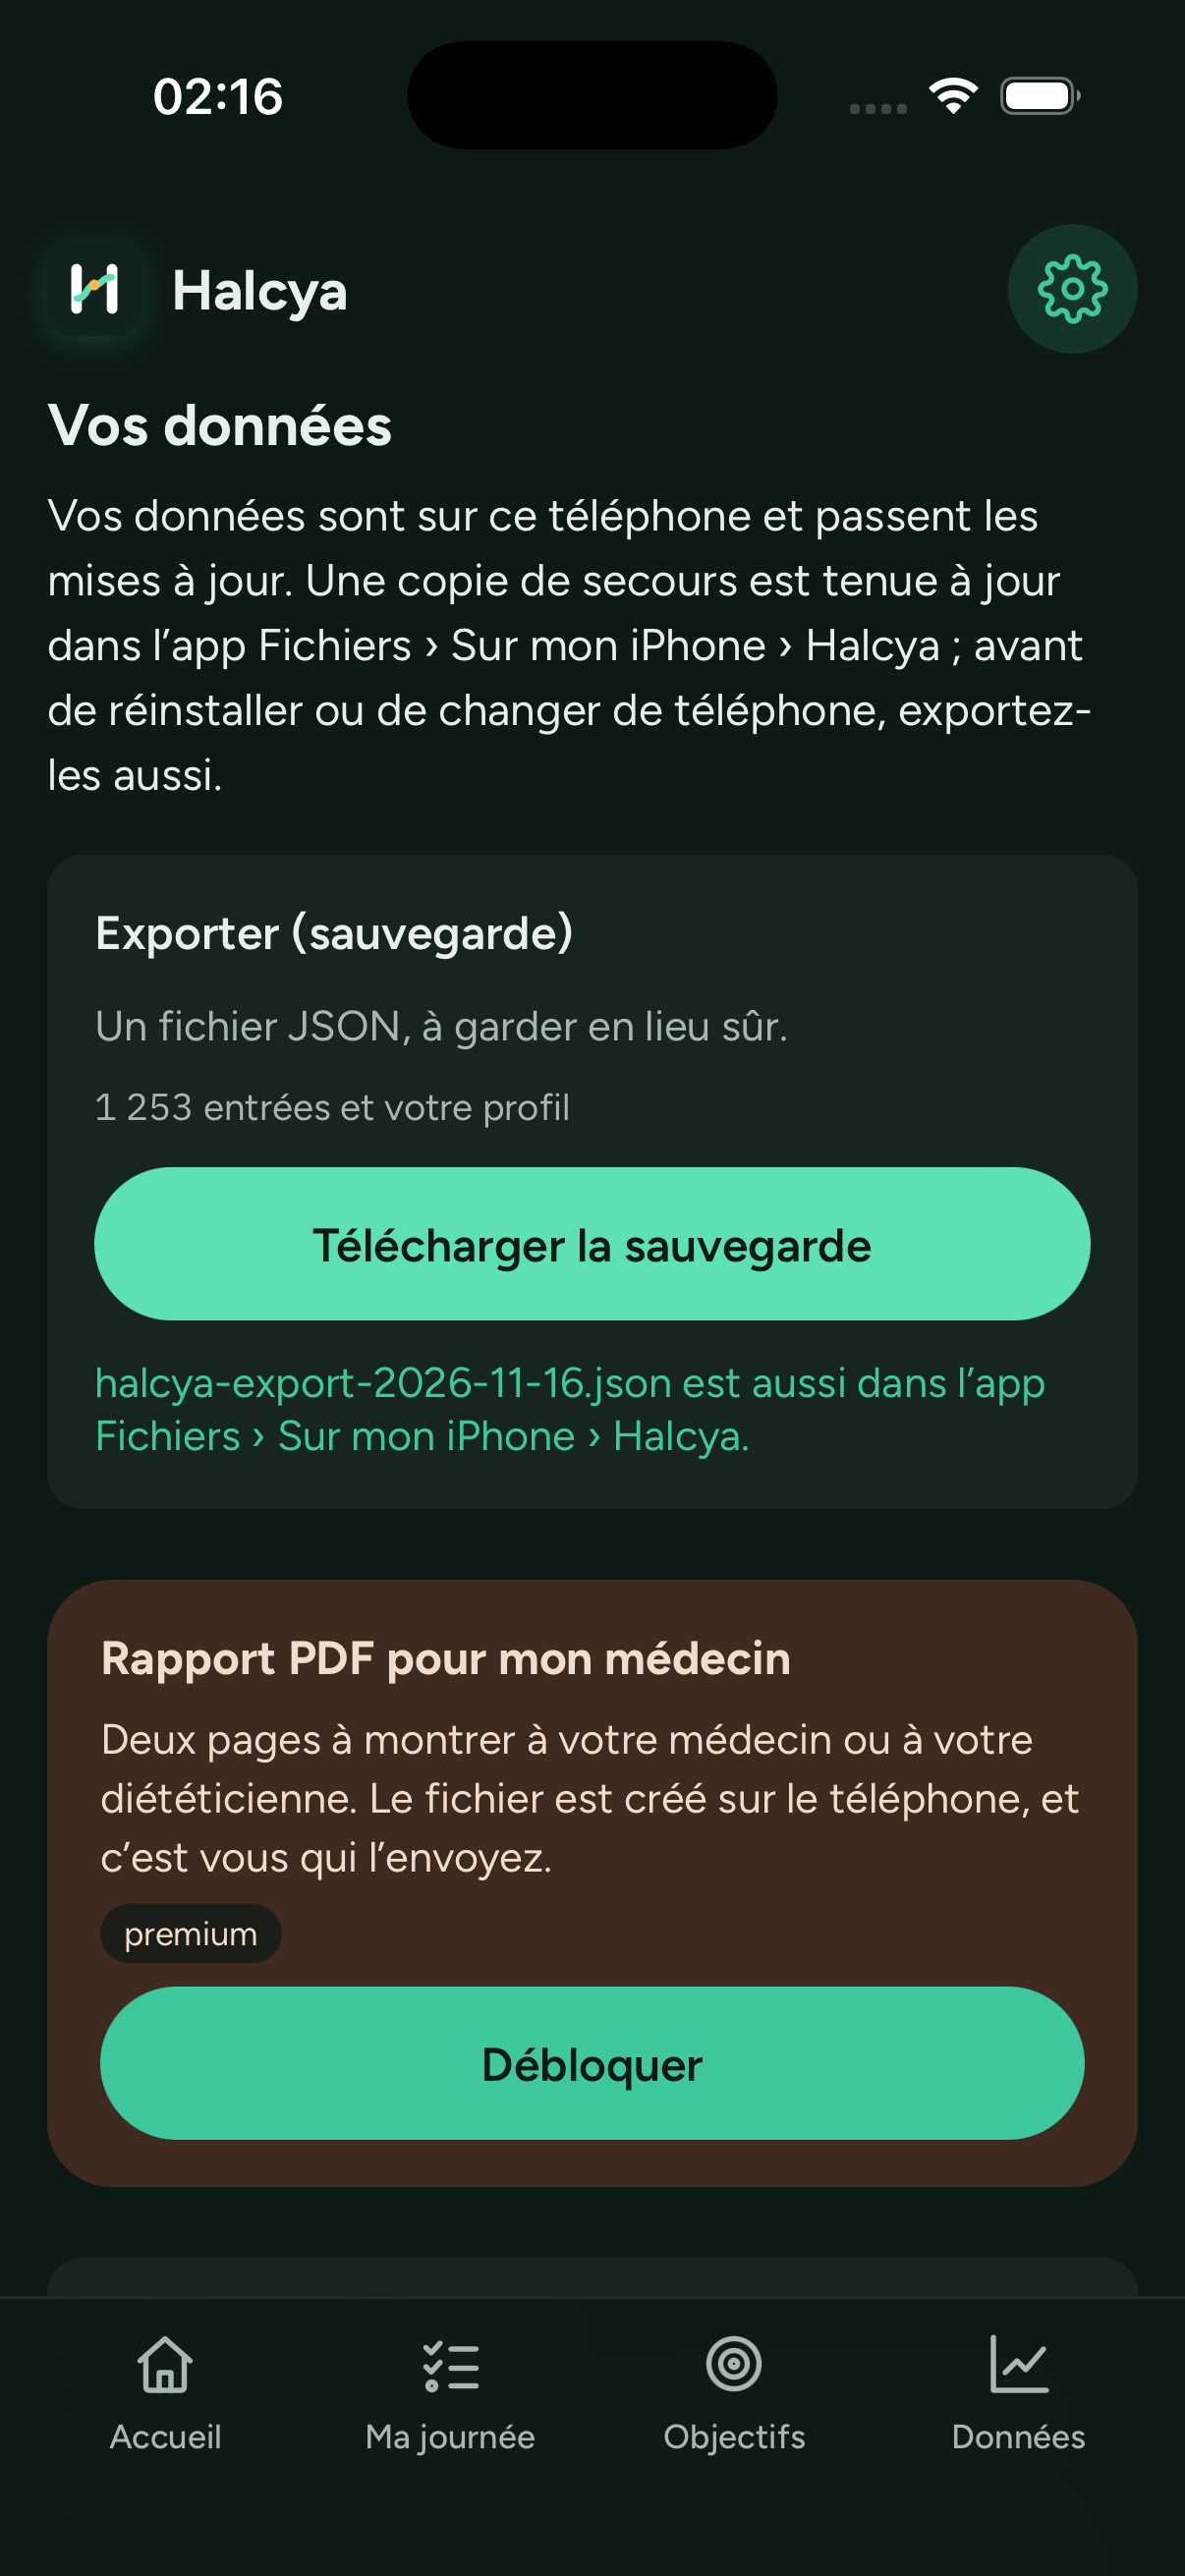 02:16
Halcya
Vos données
Vos données sont sur ce téléphone et passent les
mises à jour. Une copie de secours est tenue à jour
dans l’app Fichiers › Sur mon iPhone › Halcya ; avant
de réinstaller ou de changer de téléphone, exportez-
les aussi.
Exporter (sauvegarde)
Un fichier JSON, à garder en lieu sûr.
1 253 entrées et votre profil
Télécharger la sauvegarde
halcya-export-2026-11-16.json est aussi dans l’app
Fichiers › Sur mon iPhone › Halcya.
Rapport PDF pour mon médecin
Deux pages à montrer à votre médecin ou à votre
diététicienne. Le fichier est créé sur le téléphone, et
c’est vous qui l’envoyez.
premium
Débloquer
Accueil
Ma journée
Objectifs
Données